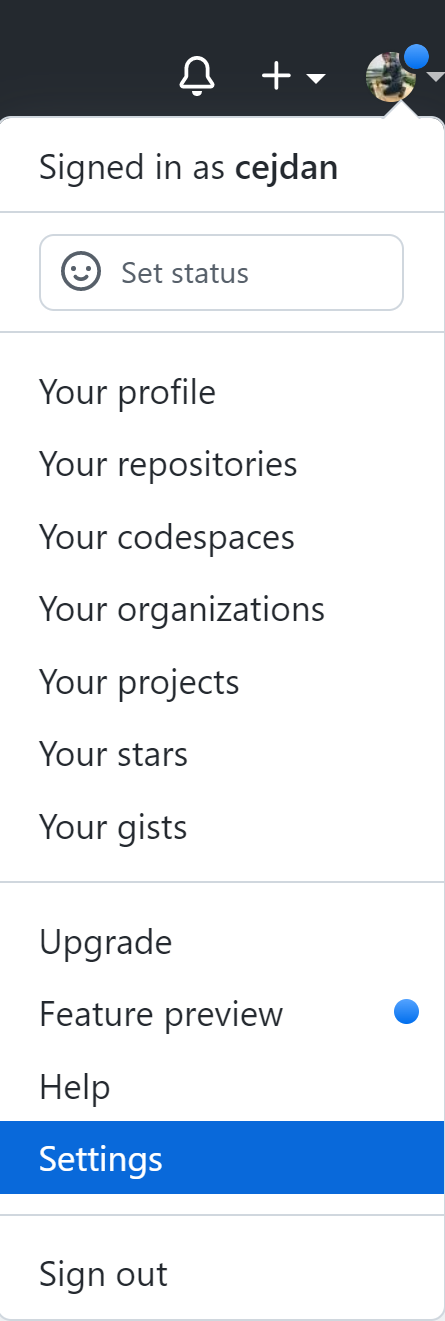 Signed in as cejdan
Set status
Your profile
Your repositories
Your codespaces
Your organizations
Your projects
Your stars
Your gists
Upgrade
Feature preview
Help
Settings
Sign out